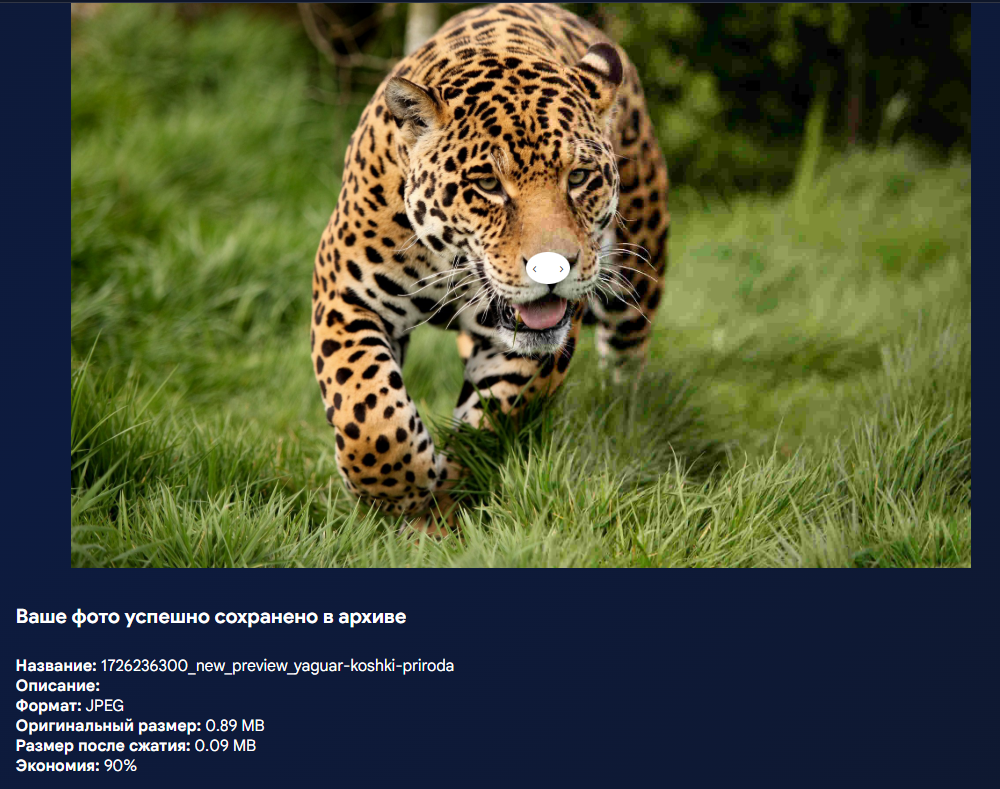 Ваше фото успешно сохранено в архиве
Название: 1726236300_new_preview_yaguar-koshki-priroda
Описание:
Формат: JPEG
Оригинальный размер: 0.89 MB
Размер после сжатия: 0.09 MB
Экономия: 90%